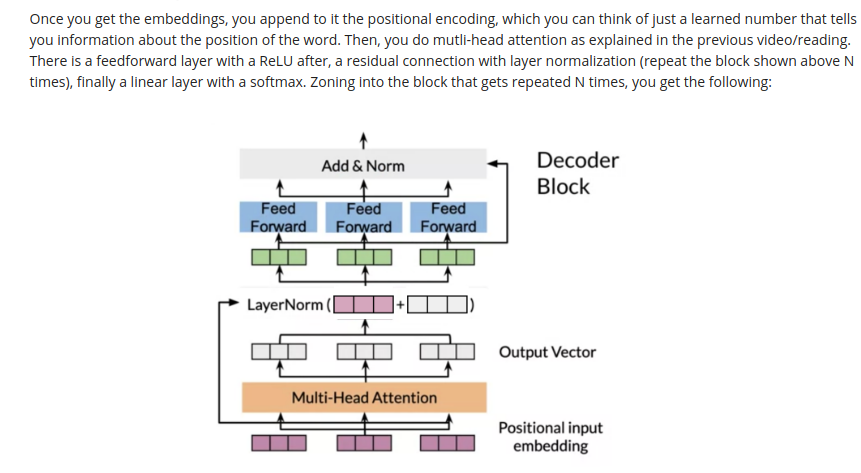 Once you get the embeddings, you append to it the positional encoding, which you can think of just a learned number that tells
you information about the position of the word. Then, you do mutli-head attention as explained in the previous video/reading.
There is a feedforward layer with a ReLU after, a residual connection with layer normalization (repeat the block shown above N
times), finally a linear layer with a softmax. Zoning into the block that gets repeated N times, you get the following:
Add & Norm
Decoder
Block
Feed
Forward
Feed
Forward
Feed
Forward
LayerNorm ( + )
Output Vector
Multi-Head Attention
Positional input
embedding